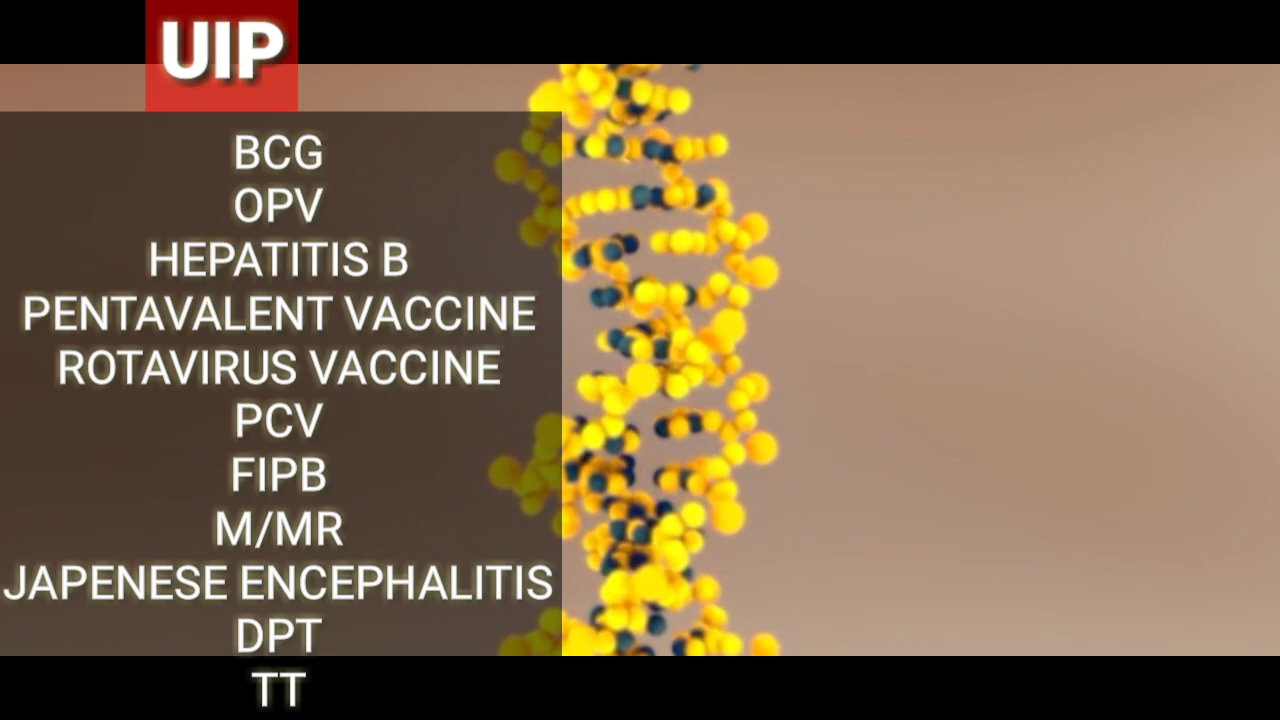 UIP
BCG
OPV
HEPATITIS B
PENTAVALENT VACCINE
ROTAVIRUS VACCINE
PCV
FIPB
M/MR
JAPENESE ENCEPHALITIS
DPT
TT